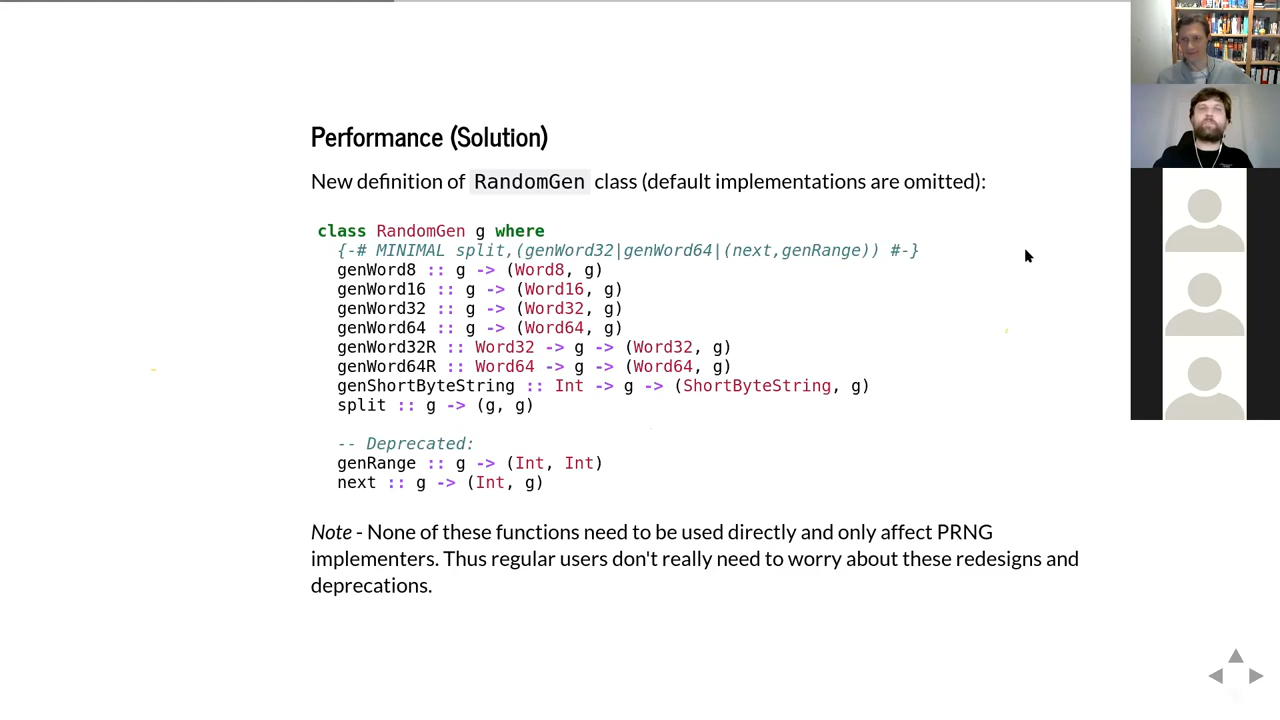 Performance (Solution)
New definition of RandomGen class (default implementations are omitted):
class RandomGen g where
{-# MINIMAL split,(genWord32|genWord64|(next,genRange)) #-}
genWord8 :: g -> (Word8, g)
genWord16 :: g -> (Word16, g)
genWord32 :: g -> (Word32, g)
genWord64 :: g -> (Word64, g)
genWord32R :: Word32 -> g -> (Word32, g)
genWord64R :: Word64 -> g -> (Word64, g)
genShortByteString :: Int -> g -> (ShortByteString, g)
split :: g -> (g, g)
-- Deprecated:
genRange :: g -> (Int, Int)
next :: g -> (Int, g)
Note - None of these functions need to be used directly and only affect PRNG
implementers. Thus regular users don't really need to worry about these redesigns and
deprecations.